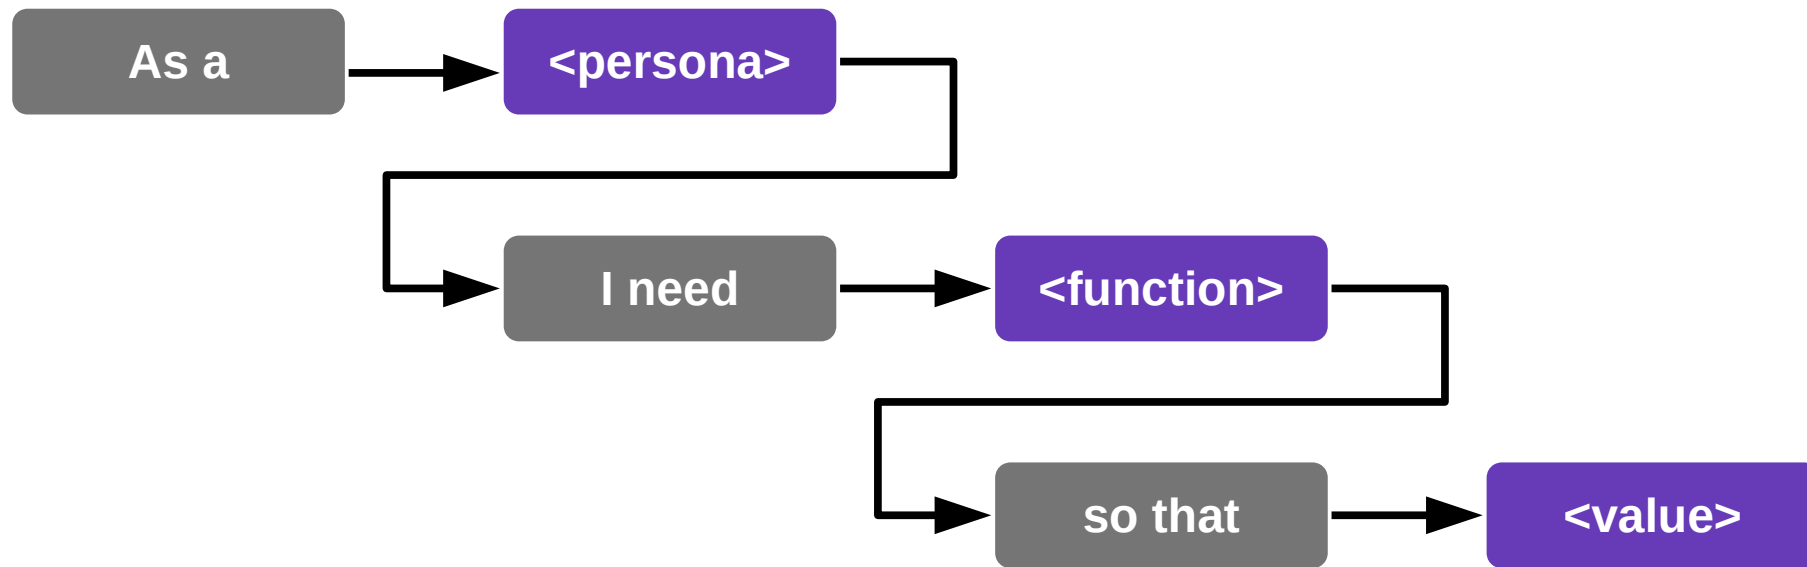 As a
<persona>
I need
<function>
so that
<value>